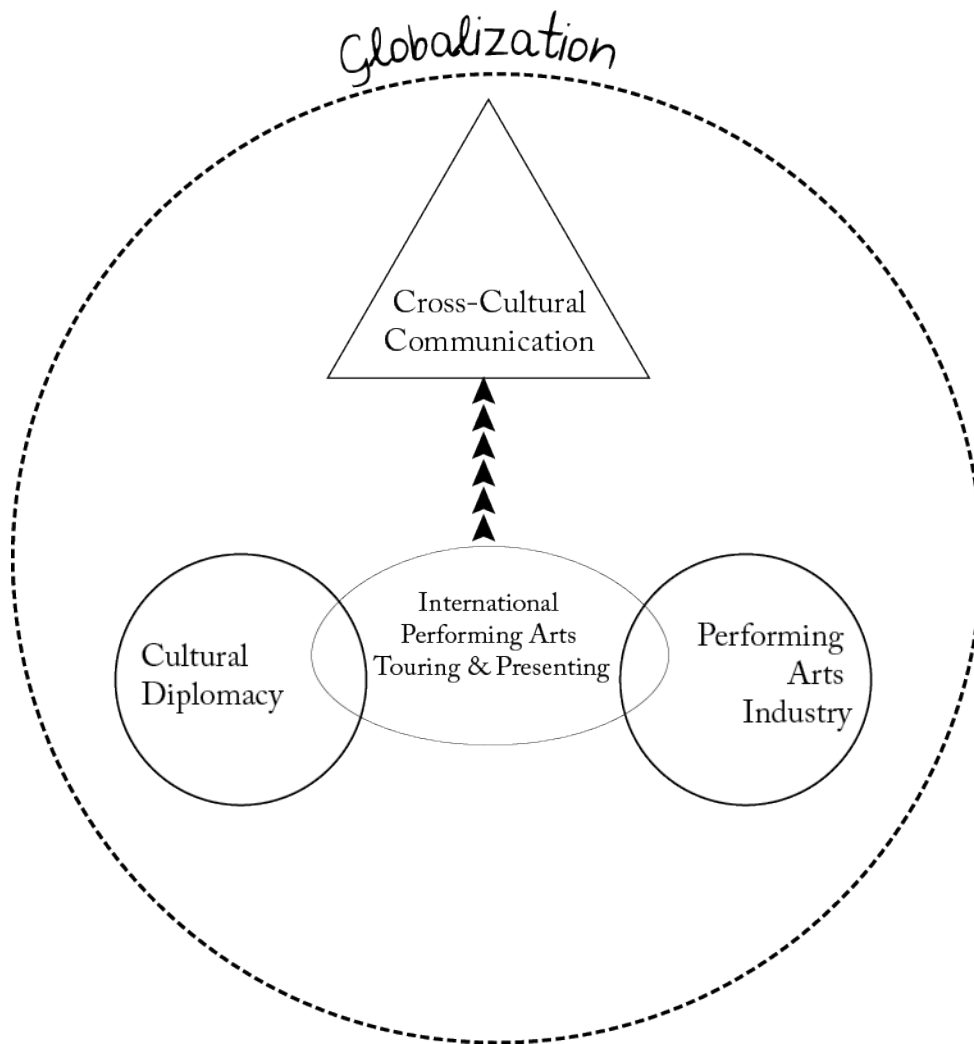 Globalization
Cross-Cultural
Communication
International
Performing Arts
Touring & Presenting
Cultural
Diplomacy
Performing
Arts
Industry